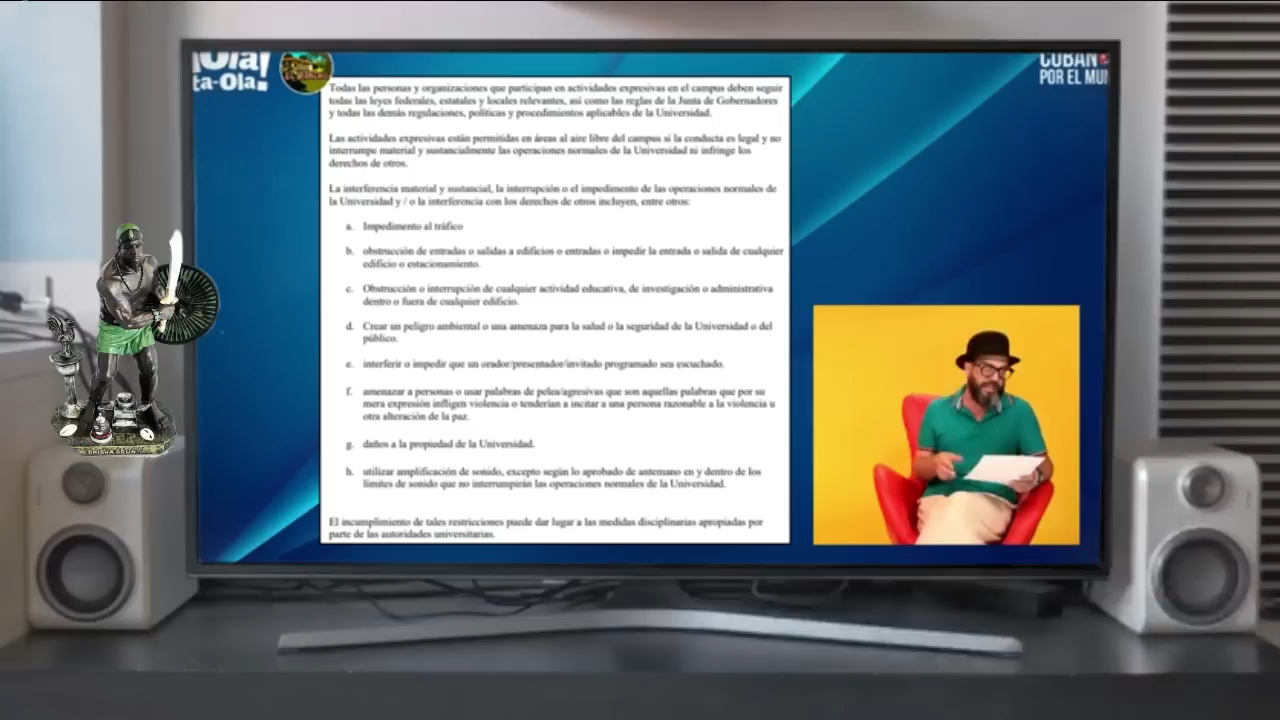 ¡Ola!
ta-Ola!
CUBAN
POR EL MU
Todas las personas y organizaciones que participan en actividades expresivas en el campus deben seguir
todas las leyes federales, estatales y locales relevantes, así como las reglas de la Junta de Gobernadores
y todas las demás regulaciones, políticas y procedimientos aplicables de la Universidad.
Las actividades expresivas están permitidas en áreas al aire libre del campus si la conducta es legal y no
interrumpe material y sustancialmente las operaciones normales de la Universidad ni infringe los
derechos de otros.
La interferencia material y sustancial, la interrupción o el impedimento de las operaciones normales de
la Universidad y / o la interferencia con los derechos de otros incluyen, entre otros:
a. Impedimento al tráfico
b. obstrucción de entradas o salidas a edificios o entradas o impedir la entrada o salida de cualquier
edificio o estacionamiento.
c. Obstrucción o interrupción de cualquier actividad educativa, de investigación o administrativa
dentro o fuera de cualquier edificio.
d. Crear un peligro ambiental o una amenaza para la salud o la seguridad de la Universidad o del
público.
e. interferir o impedir que un orador/presentador/invitado programado sea escuchado.
f. amenazar a personas o usar palabras de pelea/agresivas que son aquellas palabras que por su
mera expresión infligen violencia o tenderían a incitar a una persona razonable a la violencia u
otra alteración de la paz.
g. daños a la propiedad de la Universidad.
h. utilizar amplificación de sonido, excepto según lo aprobado de antemano en y dentro de los
límites de sonido que no interrumpirán las operaciones normales de la Universidad.
El incumplimiento de tales restricciones puede dar lugar a las medidas disciplinarias apropiadas por
parte de las autoridades universitarias.